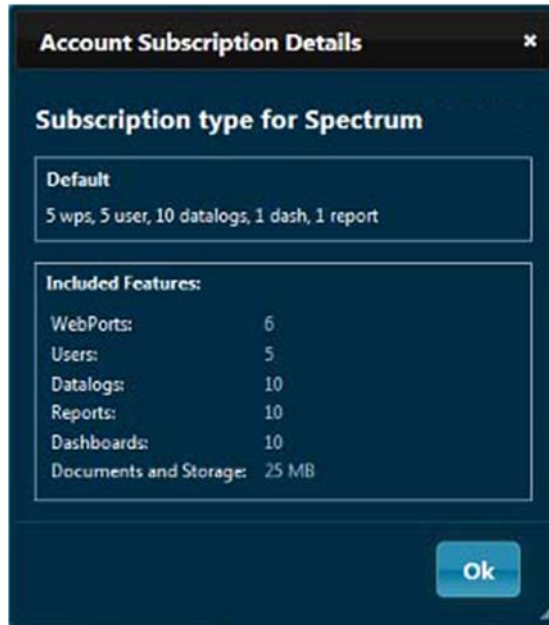 Account Subscription Details ×
Subscription type for Spectrum
Default
5 wps, 5 user, 10 datalogs, 1 dash, 1 report
Included Features:
WebPorts: 6
Users: 5
Datalogs: 10
Reports: 10
Dashboards: 10
Documents and Storage: 25 MB
Ok